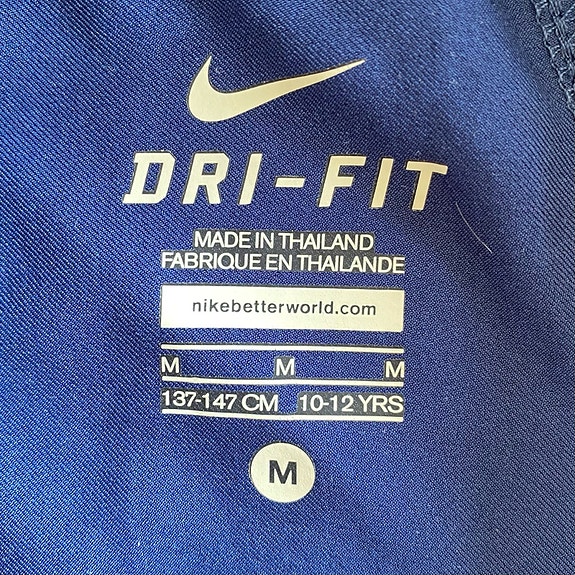 DRI-FIT
MADE IN THAILAND
FABRIQUE EN THAILANDE
nikebetterworld.com
M M M
137-147 CM 10-12 YRS
M